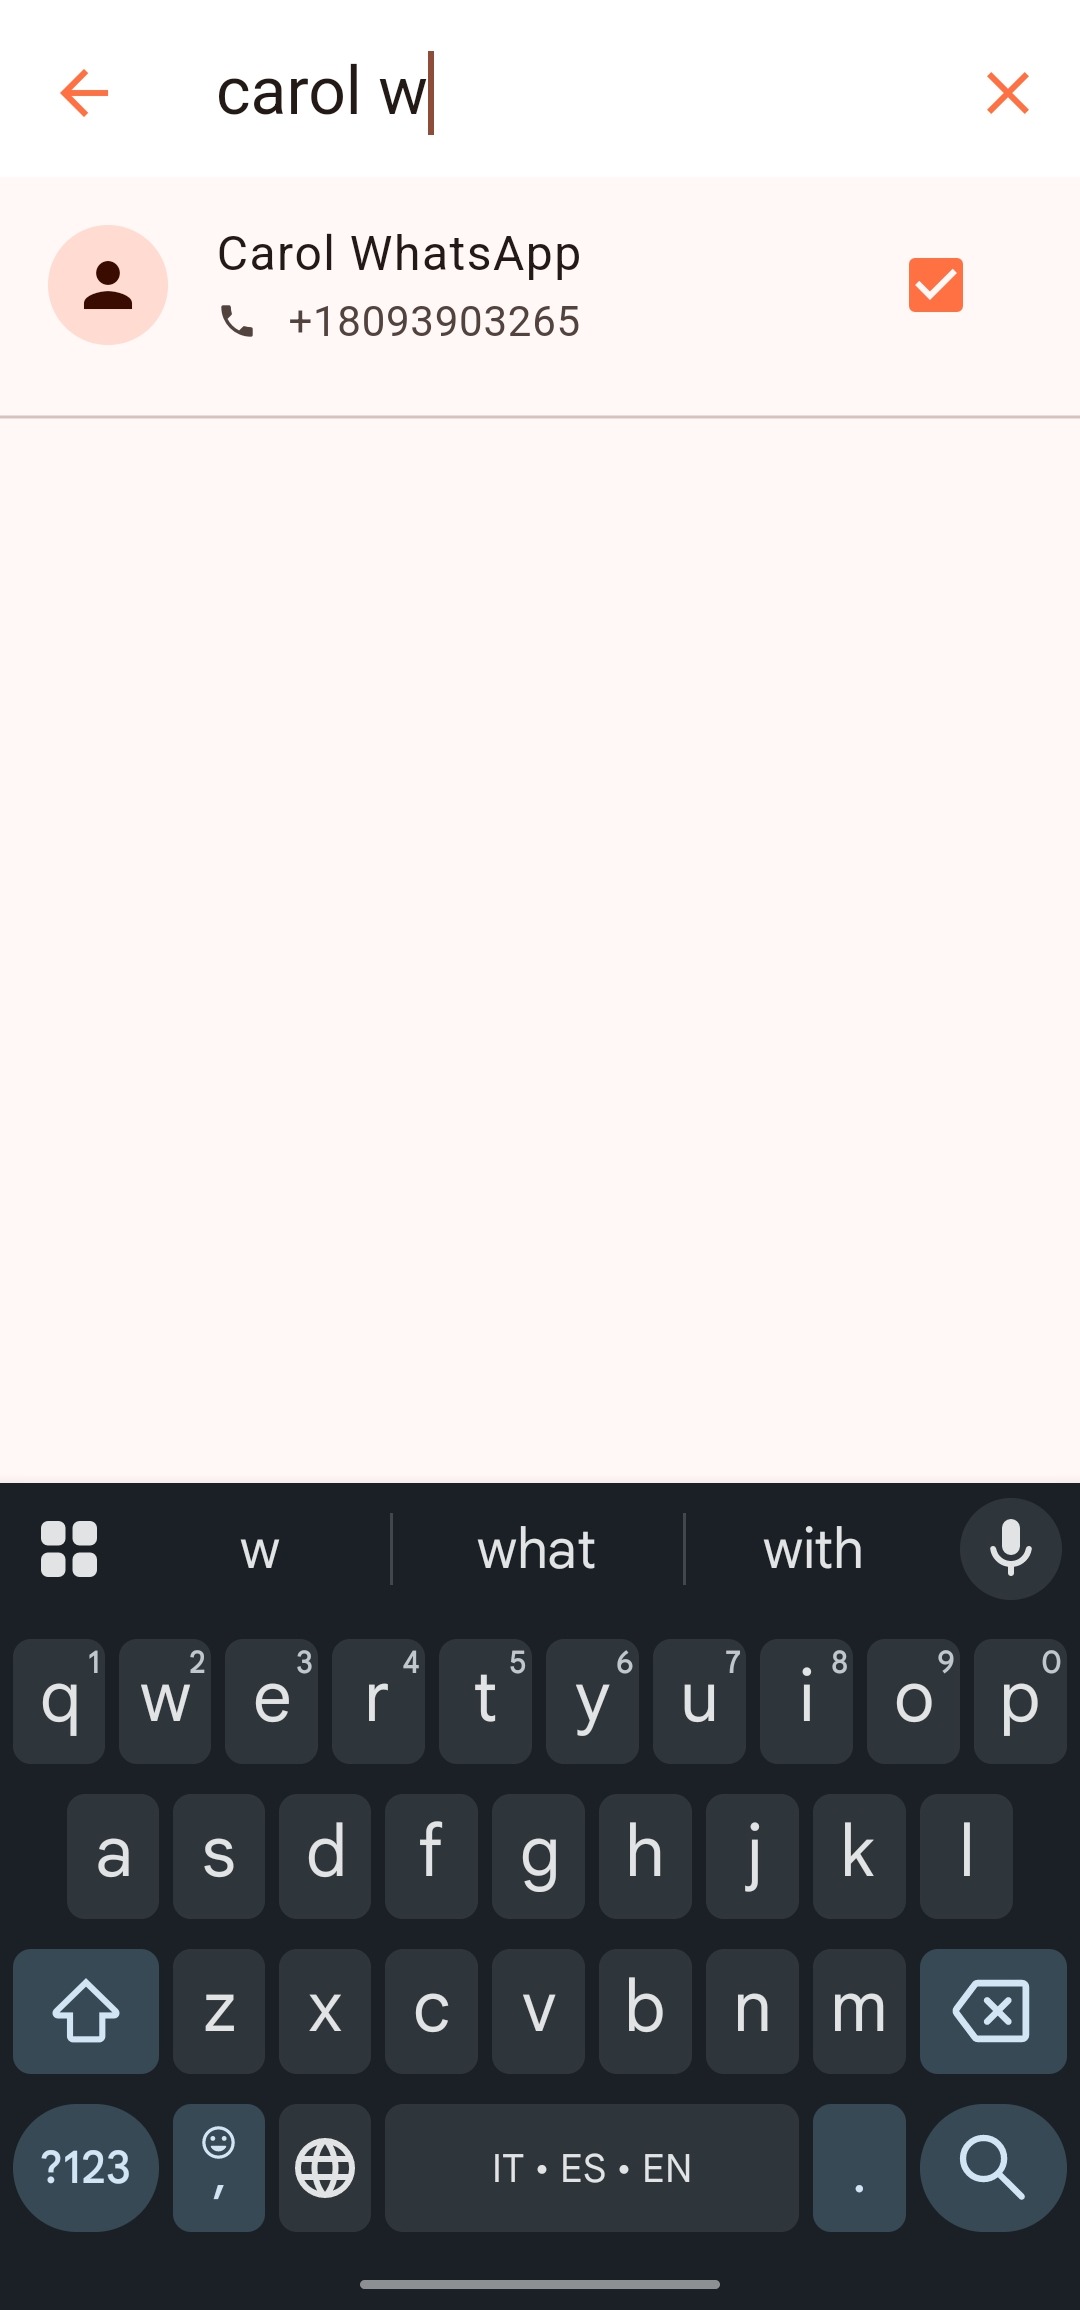 carol w
Carol WhatsApp
+18093903265
w what with
1 2 3 4 5 6 7 8 9 0
q w e r t y u i o p
a s d f g h j k l
z x c v b n m
?123 , IT • ES • EN .